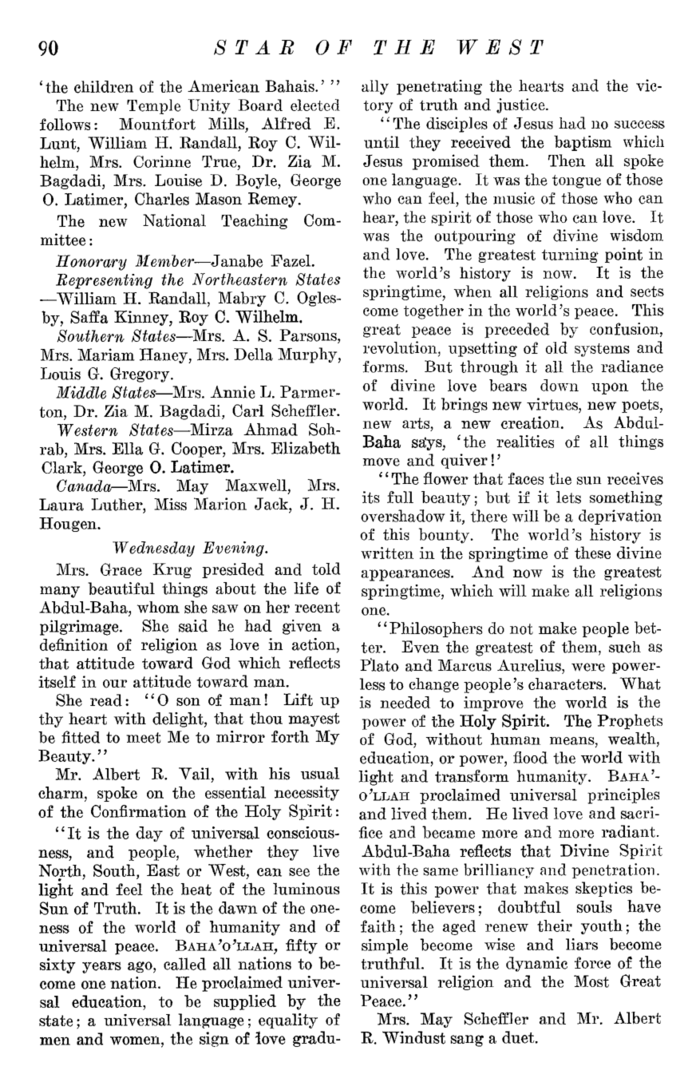 90 STAR OF THE WEST
'the children of the American Bahais.' "
The new Temple Unity Board elected
follows: Mountfort Mills, Alfred E.
Lunt, William H. Randall, Roy C. Wil-
helm, Mrs. Corinne True, Dr. Zia M.
Bagdadi, Mrs. Louise D. Boyle, George
O. Latimer, Charles Mason Remey.
The new National Teaching Com-
mittee:
Honorary Member—Janabe Fazel.
Representing the Northeastern States
—William H. Randall, Mabry C. Ogles-
by, Saffa Kinney, Roy C. Wilhelm.
Southern States—Mrs. A. S. Parsons,
Mrs. Mariam Haney, Mrs. Della Murphy,
Louis G. Gregory.
Middle States—Mrs. Annie L. Parmer-
ton, Dr. Zia M. Bagdadi, Carl Scheffler.
Western States—Mirza Ahmad Soh-
rab, Mrs. Ella G. Cooper, Mrs. Elizabeth
Clark, George O. Latimer.
Canada—Mrs. May Maxwell, Mrs.
Laura Luther, Miss Marion Jack, J. H.
Hougen.
Wednesday Evening.
Mrs. Grace Krug presided and told
many beautiful things about the life of
Abdul-Baha, whom she saw on her recent
pilgrimage. She said he had given a
definition of religion as love in action,
that attitude toward God which reflects
itself in our attitude toward man.
She read: "O son of man! Lift up
thy heart with delight, that thou mayest
be fitted to meet Me to mirror forth My
Beauty."
Mr. Albert R. Vail, with his usual
charm, spoke on the essential necessity
of the Confirmation of the Holy Spirit:
"It is the day of universal conscious-
ness, and people, whether they live
North, South, East or West, can see the
light and feel the heat of the luminous
Sun of Truth. It is the dawn of the one-
ness of the world of humanity and of
universal peace. BAHA'O'LLAH, fifty or
sixty years ago, called all nations to be-
come one nation. He proclaimed univer-
sal education, to be supplied by the
state; a universal language; equality of
men and women, the sign of love gradu-
ally penetrating the hearts and the vic-
tory of truth and justice.
"The disciples of Jesus had no success
until they received the baptism which
Jesus promised them. Then all spoke
one language. It was the tongue of those
who can feel, the music of those who can
hear, the spirit of those who can love. It
was the outpouring of divine wisdom
and love. The greatest turning point in
the world's history is now. It is the
springtime, when all religions and sects
come together in the world's peace. This
great peace is preceded by confusion,
revolution, upsetting of old systems and
forms. But through it all the radiance
of divine love bears down upon the
world. It brings new virtues, new poets,
new arts, a new creation. As Abdul-
Baha says, 'the realities of all things
move and quiver!'
"The flower that faces the sun receives
its full beauty; but if it lets something
overshadow it, there will be a deprivation
of this bounty. The world's history is
written in the springtime of these divine
appearances. And now is the greatest
springtime, which will make all religions
one.
"Philosophers do not make people bet-
ter. Even the greatest of them, such as
Plato and Marcus Aurelius, were power-
less to change people's characters. What
is needed to improve the world is the
power of the Holy Spirit. The Prophets
of God, without human means, wealth,
education, or power, flood the world with
light and transform humanity. BAHA'-
O'LLAH proclaimed universal principles
and lived them. He lived love and sacri-
fice and became more and more radiant.
Abdul-Baha reflects that Divine Spirit
with the same brilliancy and penetration.
It is this power that makes skeptics be-
come believers; doubtful souls have
faith; the aged renew their youth; the
simple become wise and liars become
truthful. It is the dynamic force of the
universal religion and the Most Great
Peace."
Mrs. May Scheffler and Mr. Albert
R. Windust sang a duet.